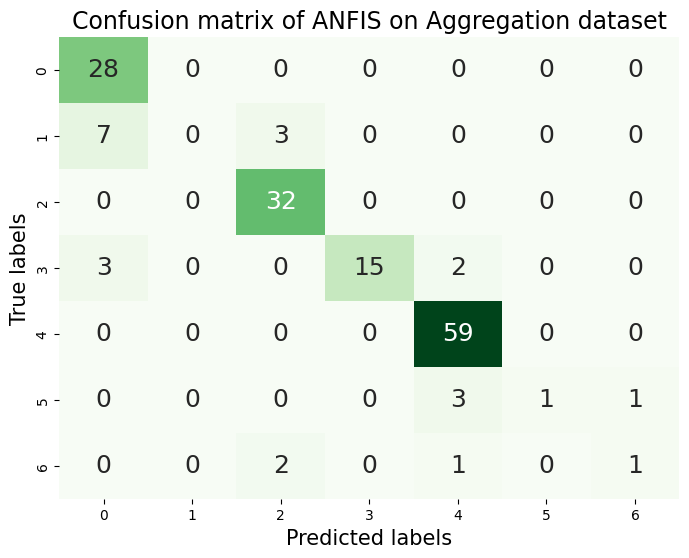 Confusion matrix of ANFIS on Aggregation dataset
True labels
0 28 0 0 0 0 0 0
1 7 0 3 0 0 0 0
2 0 0 32 0 0 0 0
3 3 0 0 15 2 0 0
4 0 0 0 0 59 0 0
5 0 0 0 0 3 1 1
6 0 0 2 0 1 0 1
0 1 2 3 4 5 6
Predicted labels